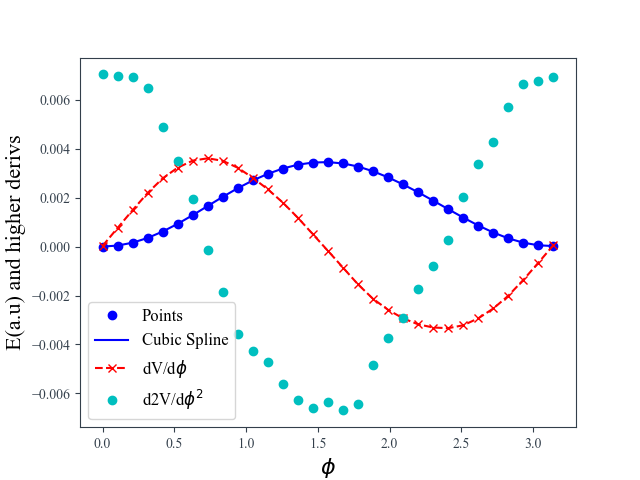 E(a.u) and higher derivs
0.006
0.004
0.002
0.000
−0.002
−0.004
−0.006
Points
Cubic Spline
dV/dϕ
d2V/dϕ²
0.0 0.5 1.0 1.5 2.0 2.5 3.0
ϕ